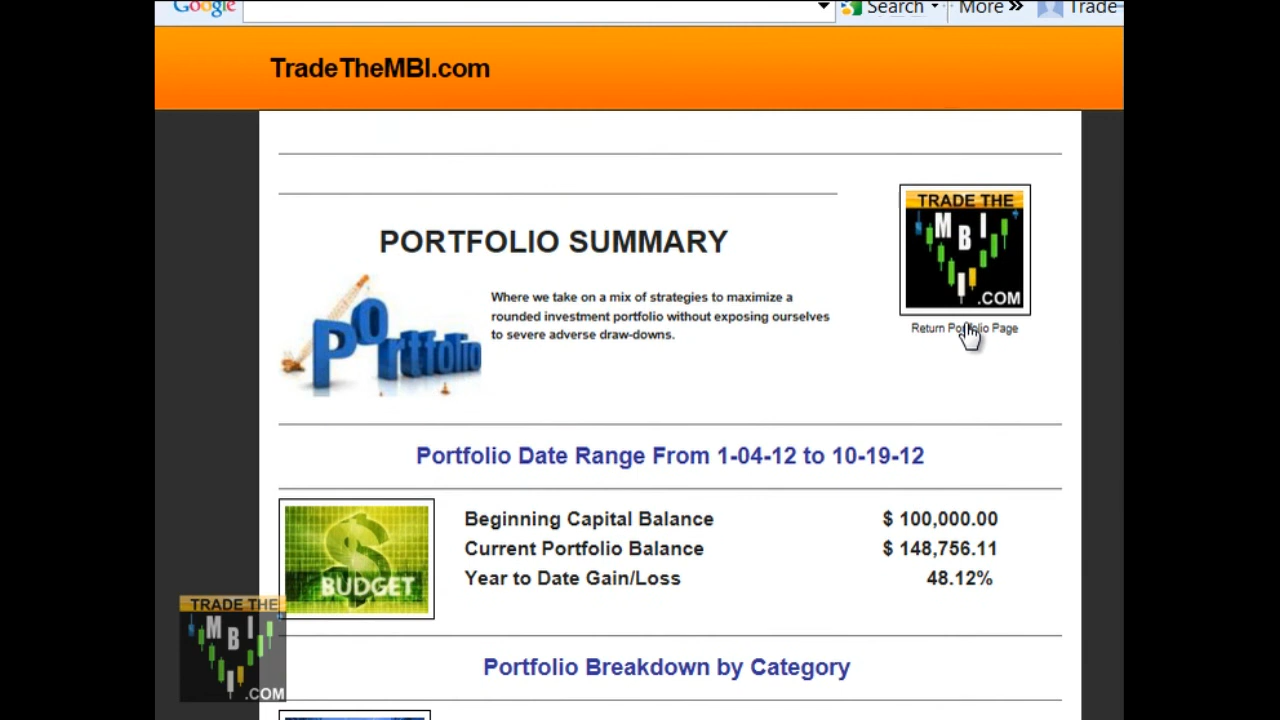 Google
Search
More
Trade
TradeTheMBI.com
TRADE THE
MBI
.COM
Return Portfolio Page
PORTFOLIO SUMMARY
Portfolio
Where we take on a mix of strategies to maximize a
rounded investment portfolio without exposing ourselves
to severe adverse draw-downs.
Portfolio Date Range From 1-04-12 to 10-19-12
BUDGET
Beginning Capital Balance $ 100,000.00
Current Portfolio Balance $ 148,756.11
Year to Date Gain/Loss 48.12%
TRADE THE
MBI
.COM
Portfolio Breakdown by Category